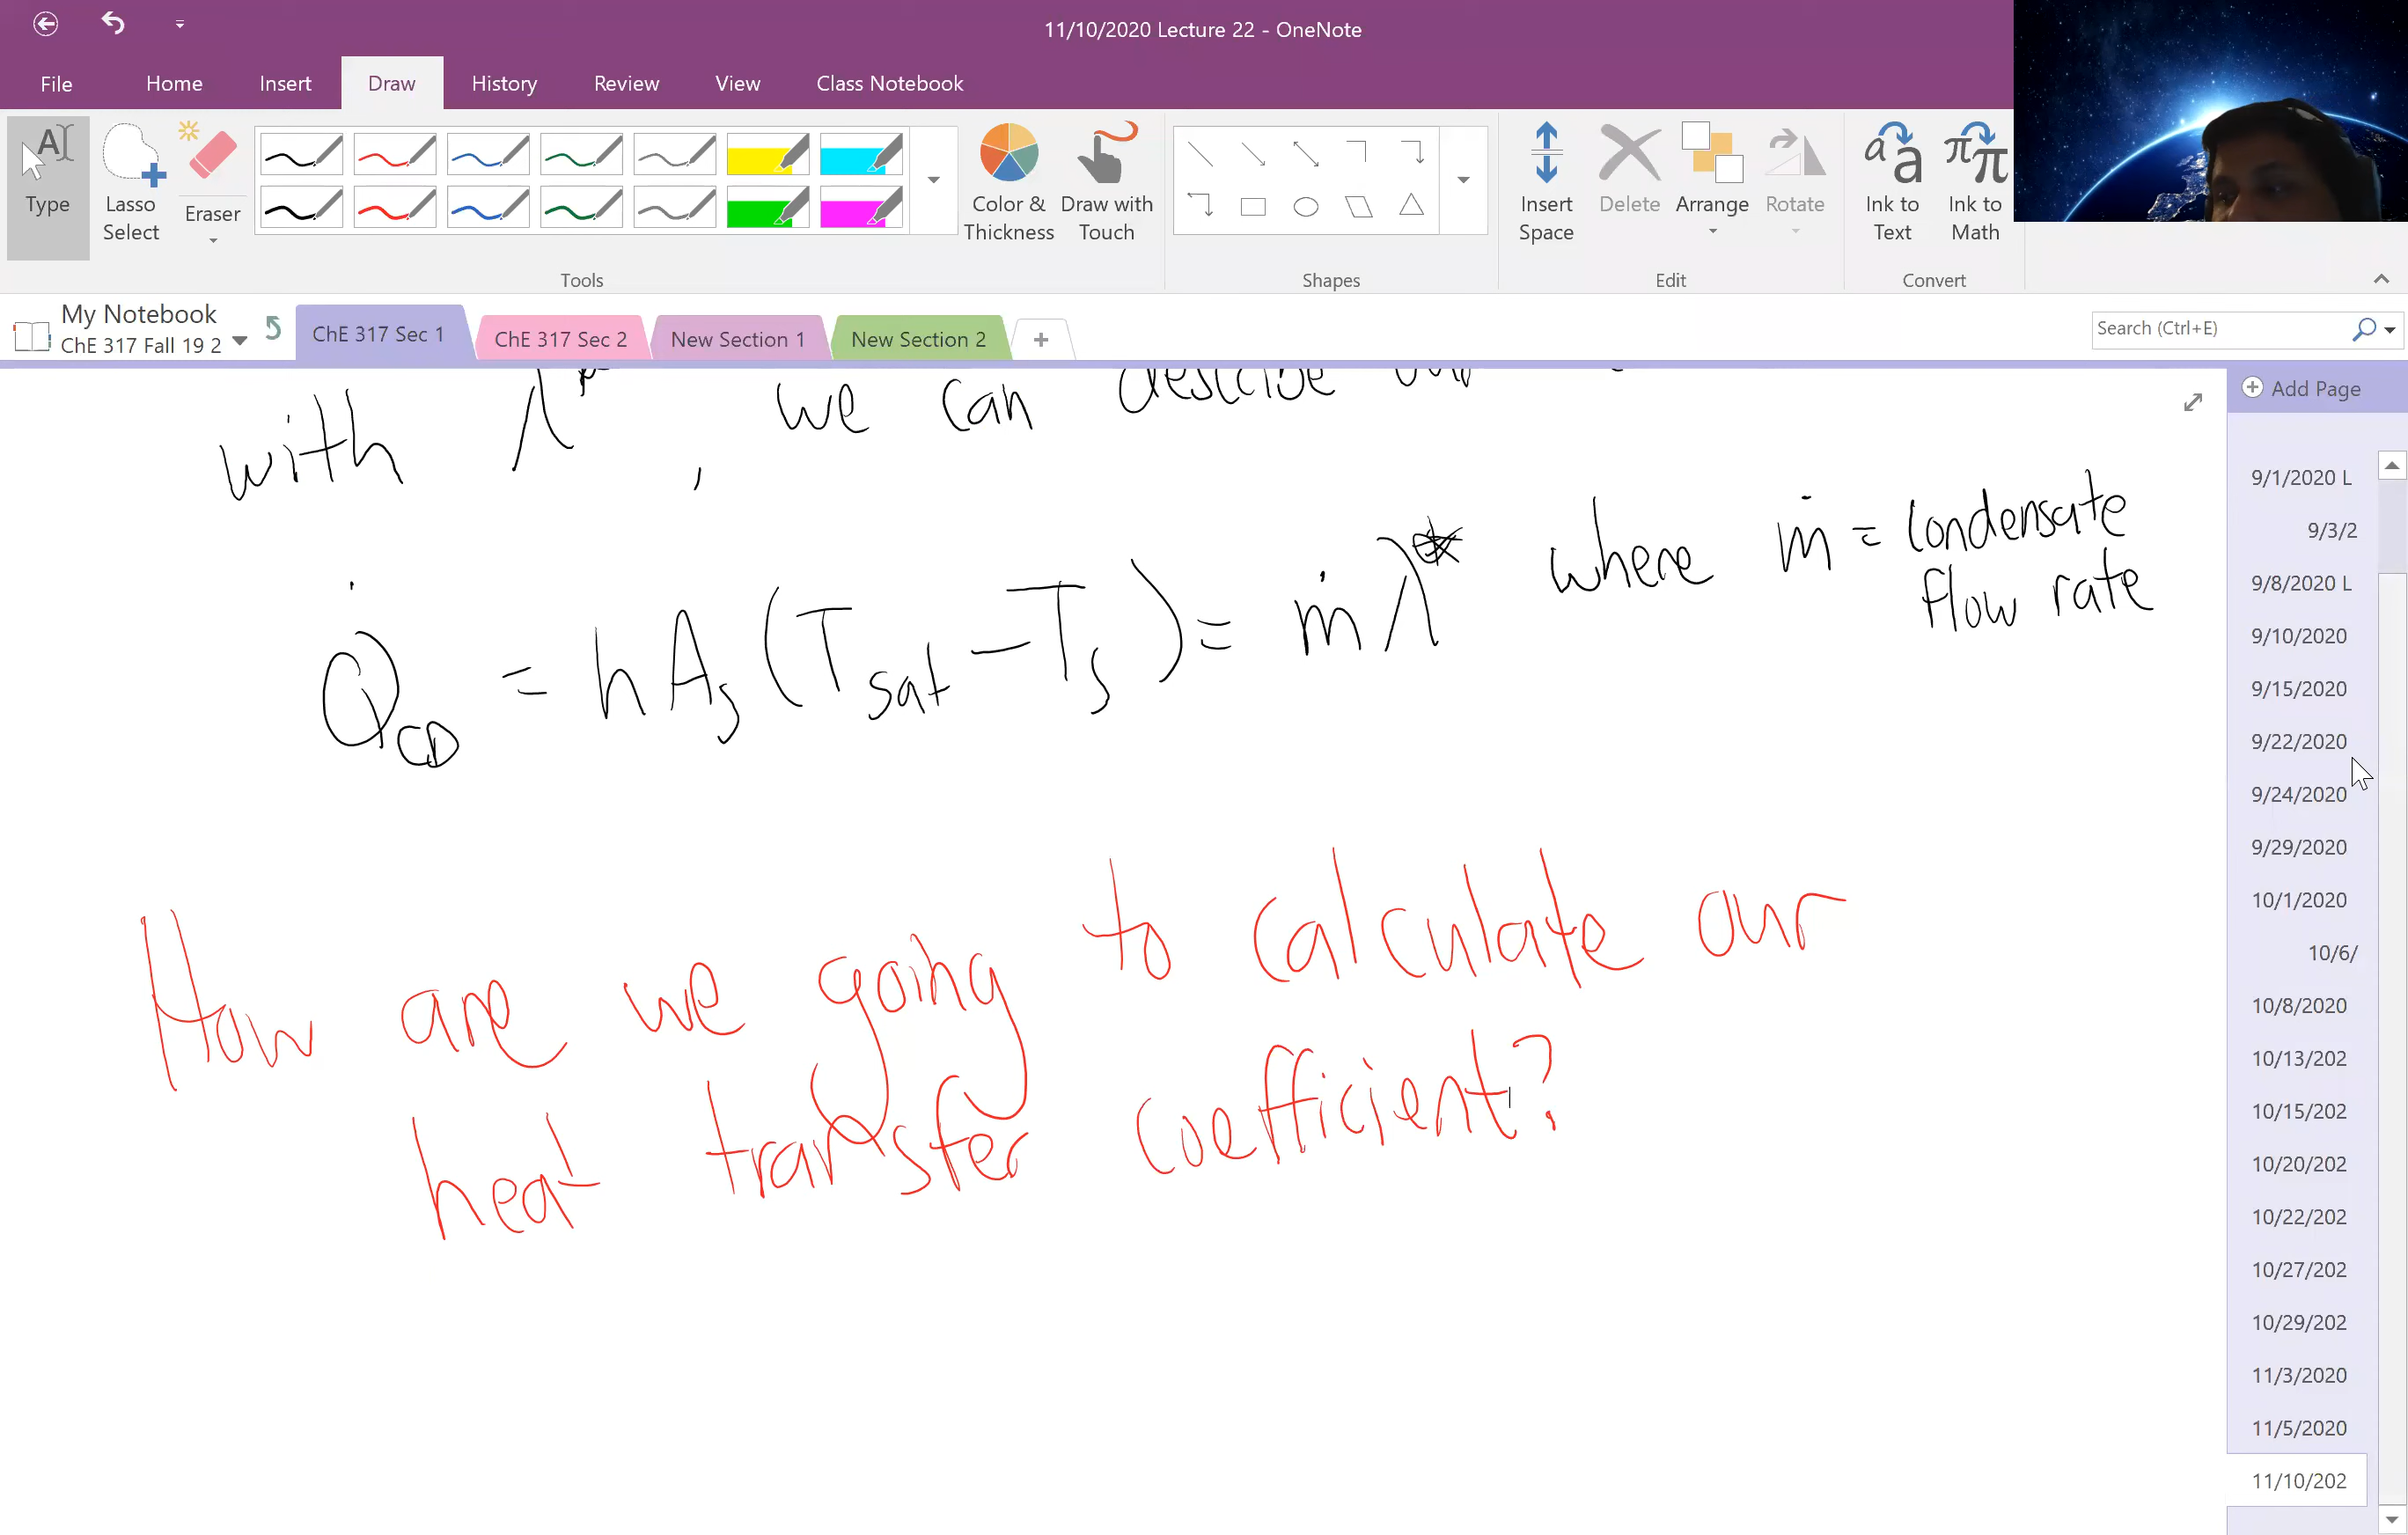 11/10/2020 Lecture 22 - OneNote
File Home Insert Draw History Review View Class Notebook
Type
Lasso Select
Eraser
Color & Thickness
Draw with Touch
Insert Space
Delete
Arrange
Rotate
Ink to Text
Ink to Math
Tools Shapes Edit Convert
My Notebook
ChE 317 Fall 19 2
ChE 317 Sec 1 ChE 317 Sec 2 New Section 1 New Section 2 +
Search (Ctrl+E)
with λ*, we can describe our
Q̇_CD = hA_s(T_sat − T_s) = ṁλ* where ṁ = condensate
flow rate
How are we going to calculate our
heat transfer coefficient?
Add Page
9/1/2020 L
9/3/2
9/8/2020 L
9/10/2020
9/15/2020
9/22/2020
9/24/2020
9/29/2020
10/1/2020
10/6/
10/8/2020
10/13/202
10/15/202
10/20/202
10/22/202
10/27/202
10/29/202
11/3/2020
11/5/2020
11/10/202